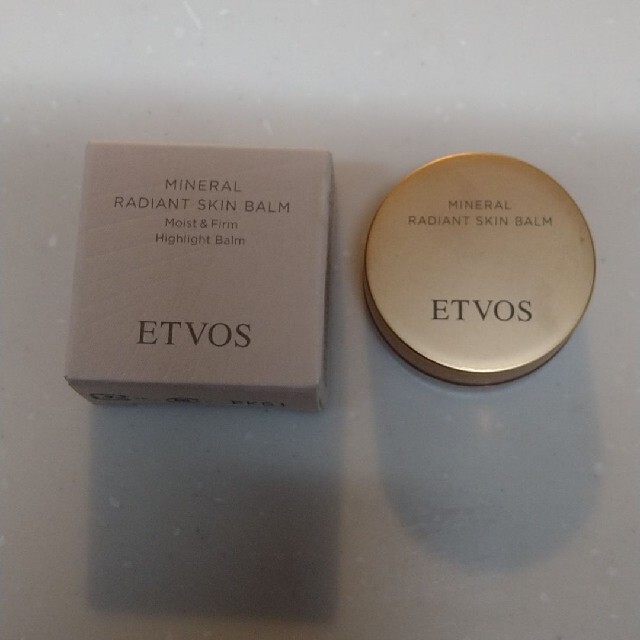 MINERAL
RADIANT SKIN BALM
Moist & Firm
Highlight Balm
ETVOS
MINERAL
RADIANT SKIN BALM
ETVOS